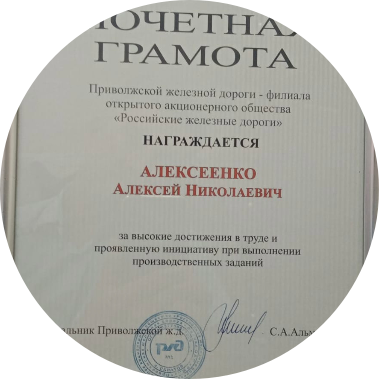 ПОЧЕТНАЯ
ГРАМОТА
Приволжской железной дороги - филиала
открытого акционерного общества
«Российские железные дороги»
НАГРАЖДАЕТСЯ
АЛЕКСЕЕНКО
АЛЕКСЕЙ НИКОЛАЕВИЧ
за высокие достижения в труде и
проявленную инициативу при выполнении
производственных заданий
Приволжской ж.д. С.А.Альм